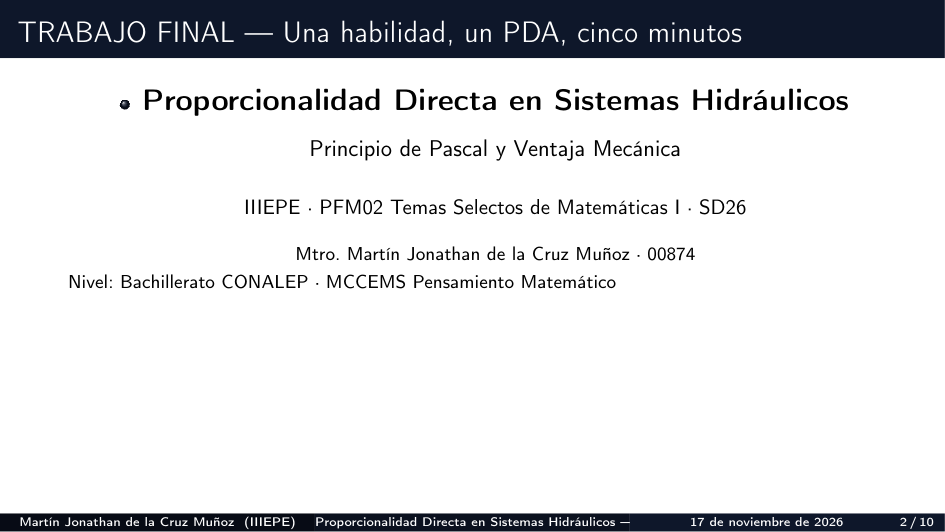 TRABAJO FINAL — Una habilidad, un PDA, cinco minutos
Proporcionalidad Directa en Sistemas Hidráulicos
Principio de Pascal y Ventaja Mecánica
IIIEPE · PFM02 Temas Selectos de Matemáticas I · SD26
Mtro. Martín Jonathan de la Cruz Muñoz · 00874
Nivel: Bachillerato CONALEP · MCCEMS Pensamiento Matemático
Martín Jonathan de la Cruz Muñoz (IIIEPE) Proporcionalidad Directa en Sistemas Hidráulicos — 17 de noviembre de 2026 2 / 10